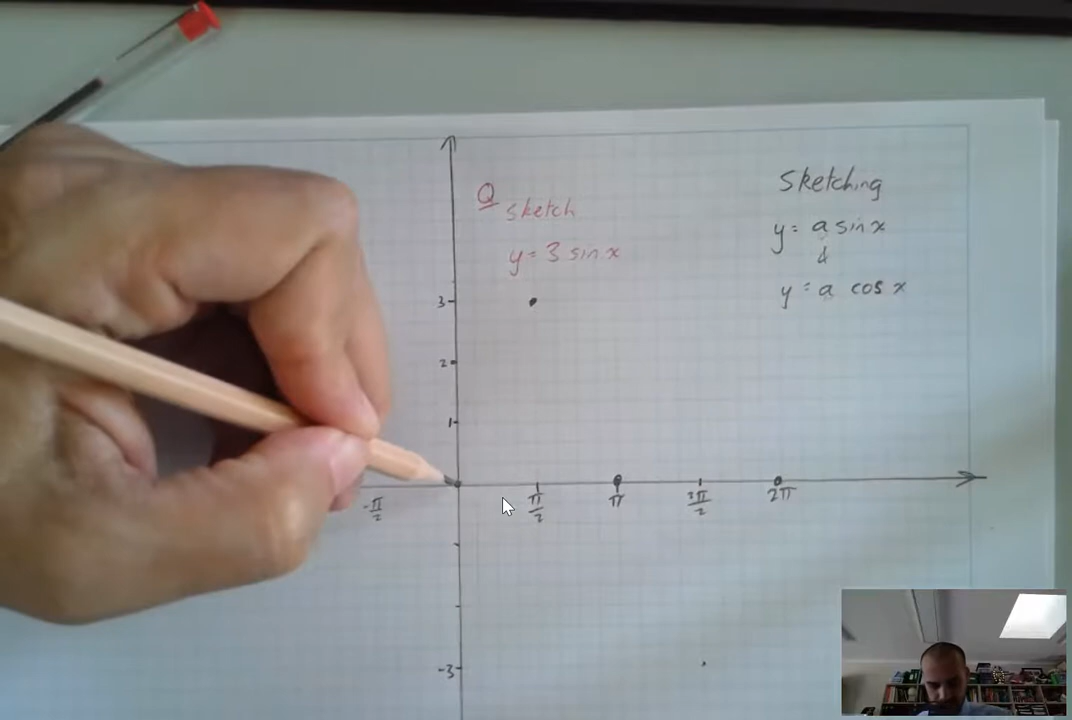 Q sketch
y = 3 sin x
Sketching
y = a sin x
&
y = a cos x
3
2
1
-π/2
π/2
π
3π/2
2π
-3